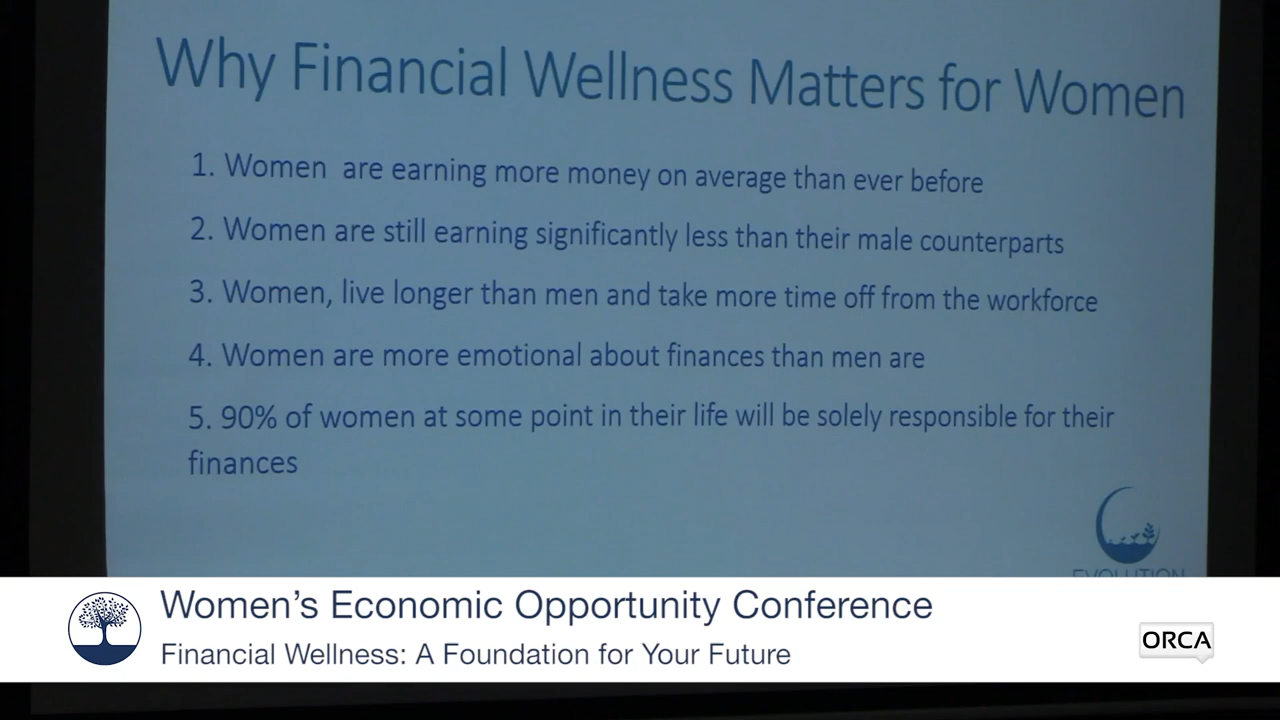 Why Financial Wellness Matters for Women
1. Women are earning more money on average than ever before
2. Women are still earning significantly less than their male counterparts
3. Women, live longer than men and take more time off from the workforce
4. Women are more emotional about finances than men are
5. 90% of women at some point in their life will be solely responsible for their
finances
EVOLUTION
Women's Economic Opportunity Conference
Financial Wellness: A Foundation for Your Future
ORCA